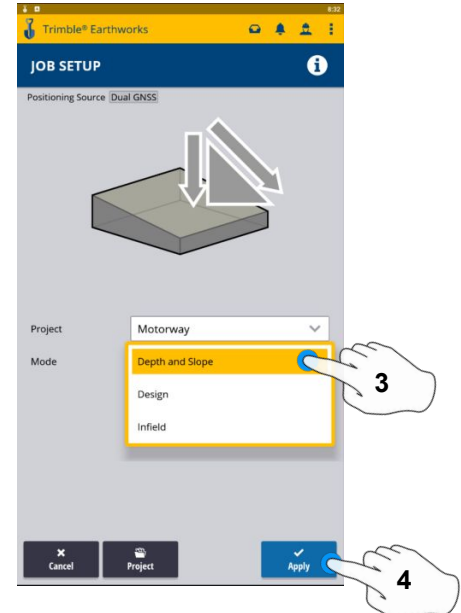 8:32
Trimble® Earthworks
JOB SETUP
Positioning Source Dual GNSS
Project Motorway
Mode Depth and Slope
3
Design
Infield
Cancel Project Apply
4